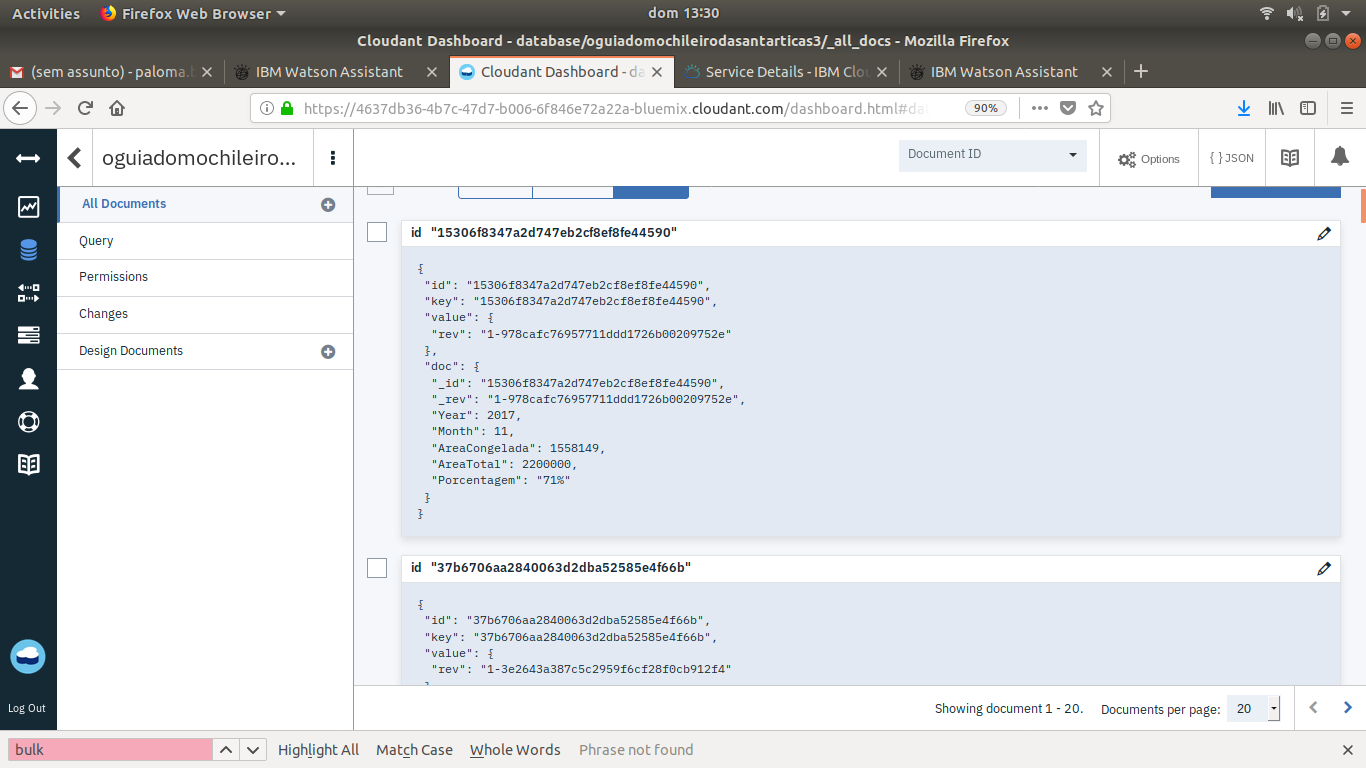 Activities Firefox Web Browser dom 13:30
Cloudant Dashboard - database/oguiadomochileirodasantarticas3/_all_docs - Mozilla Firefox
(sem assunto) - paloma. IBM Watson Assistant Cloudant Dashboard - da Service Details - IBM Clo IBM Watson Assistant
https://4637db36-4b7c-47d7-b006-6f846e72a22a-bluemix.cloudant.com/dashboard.html#da 90%
oguiadomochileiro... Document ID Options { } JSON
All Documents
Query
Permissions
Changes
Design Documents
Log Out
id "15306f8347a2d747eb2cf8ef8fe44590"
{
"id": "15306f8347a2d747eb2cf8ef8fe44590",
"key": "15306f8347a2d747eb2cf8ef8fe44590",
"value": {
"rev": "1-978cafc76957711ddd1726b00209752e"
},
"doc": {
"_id": "15306f8347a2d747eb2cf8ef8fe44590",
"_rev": "1-978cafc76957711ddd1726b00209752e",
"Year": 2017,
"Month": 11,
"AreaCongelada": 1558149,
"AreaTotal": 2200000,
"Porcentagem": "71%"
}
}
id "37b6706aa2840063d2dba52585e4f66b"
{
"id": "37b6706aa2840063d2dba52585e4f66b",
"key": "37b6706aa2840063d2dba52585e4f66b",
"value": {
"rev": "1-3e2643a387c5c2959f6cf28f0cb912f4"
Showing document 1 - 20. Documents per page: 20
bulk Highlight All Match Case Whole Words Phrase not found